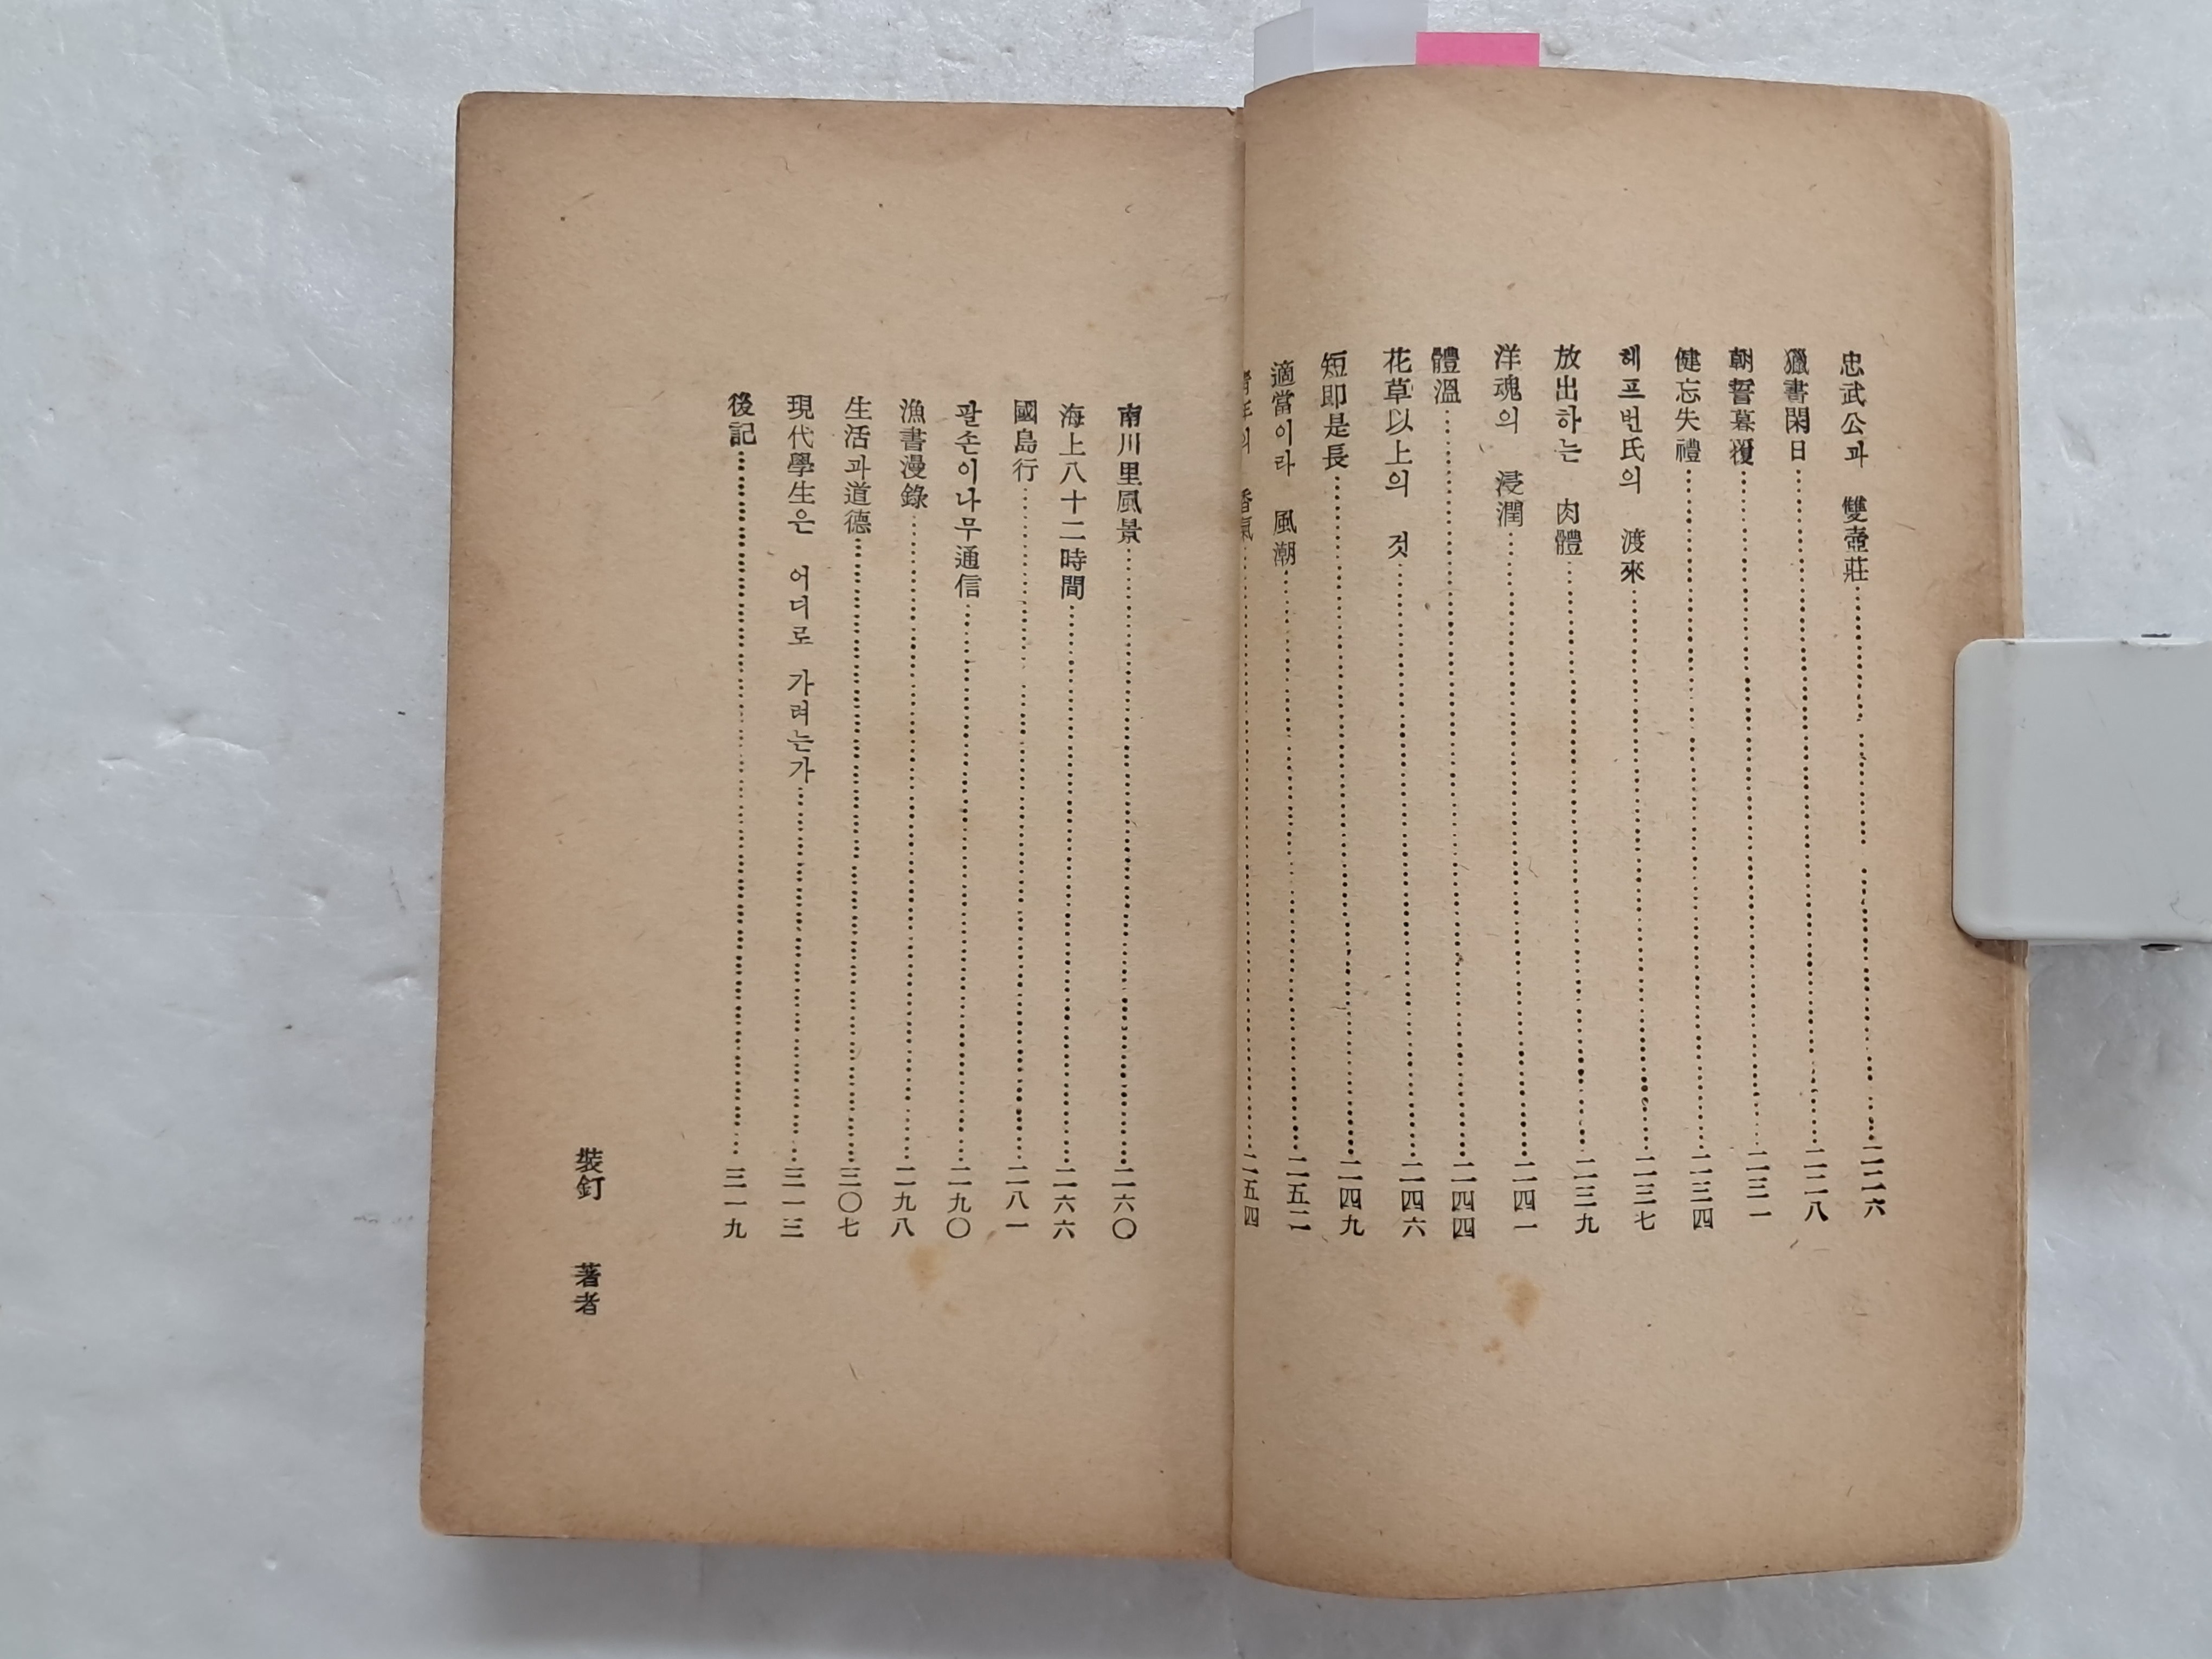 忠武公과 雙壺莊 二二六
獵書閑日 二二八
朝誓暮覆 二三一
健忘失禮 二三四
헤프번氏의 渡來 二三七
放出하는 肉體 二三九
洋魂의 浸潤 二四一
體溫 二四四
花草以上의 것 二四六
短即是長 二四九
適當이라 風潮 二五二
靑年의 香氣 二五四
南川里風景 二六〇
海上八十二時間 二六六
國島行 二八一
팔손이나무通信 二九〇
漁書漫錄 二九八
生活과道德 三〇七
現代學生은 어디로 가려는가 三一三
後記 三一九
裝釘 著者